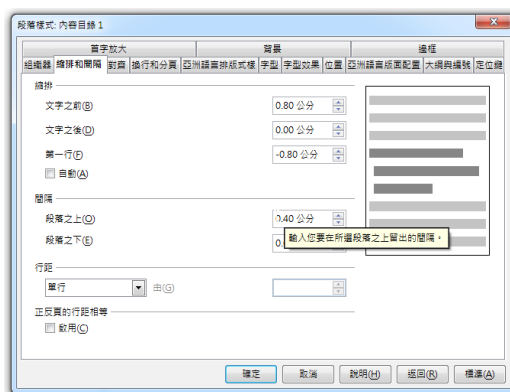 段落樣式: 內容目錄 1
首字放大 背景 邊框
組織器 縮排和間隔 對齊 換行和分頁 亞洲語言排版式樣 字型 字型效果 位置 亞洲語言版面配置 大綱與編號 定位鍵
縮排
文字之前(B) 0.80 公分
文字之後(D) 0.00 公分
第一行(F) -0.80 公分
自動(A)
間隔
段落之上(O) 0.40 公分
段落之下(E) 0.
輸入您要在所選段落之上留出的間隔。
行距
單行 由(G)
正反頁的行距相等
啟用(C)
確定 取消 說明(H) 返回(R) 標準(A)